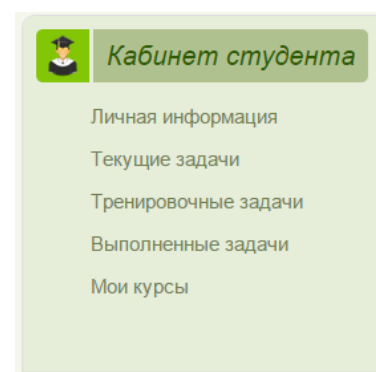 Кабинет студента
Личная информация
Текущие задачи
Тренировочные задачи
Выполненные задачи
Мои курсы